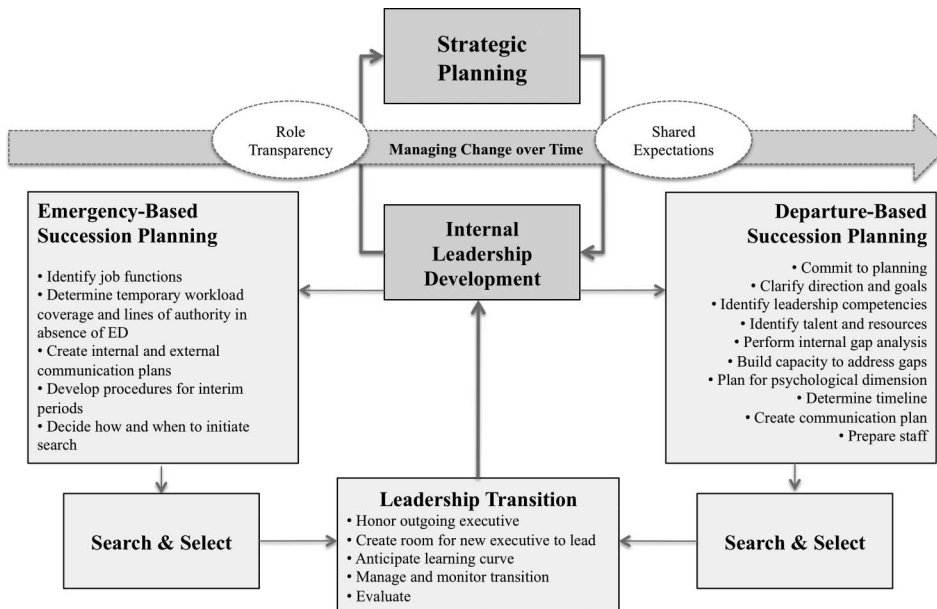 Strategic
Planning
Role
Transparency
Managing Change over Time
Shared
Expectations
Emergency-Based
Succession Planning
• Identify job functions
• Determine temporary workload
coverage and lines of authority in
absence of ED
• Create internal and external
communication plans
• Develop procedures for interim
periods
• Decide how and when to initiate
search
Internal
Leadership
Development
Departure-Based
Succession Planning
• Commit to planning
• Clarify direction and goals
• Identify leadership competencies
• Identify talent and resources
• Perform internal gap analysis
• Build capacity to address gaps
• Plan for psychological dimension
• Determine timeline
• Create communication plan
• Prepare staff
Search & Select
Leadership Transition
• Honor outgoing executive
• Create room for new executive to lead
• Anticipate learning curve
• Manage and monitor transition
• Evaluate
Search & Select